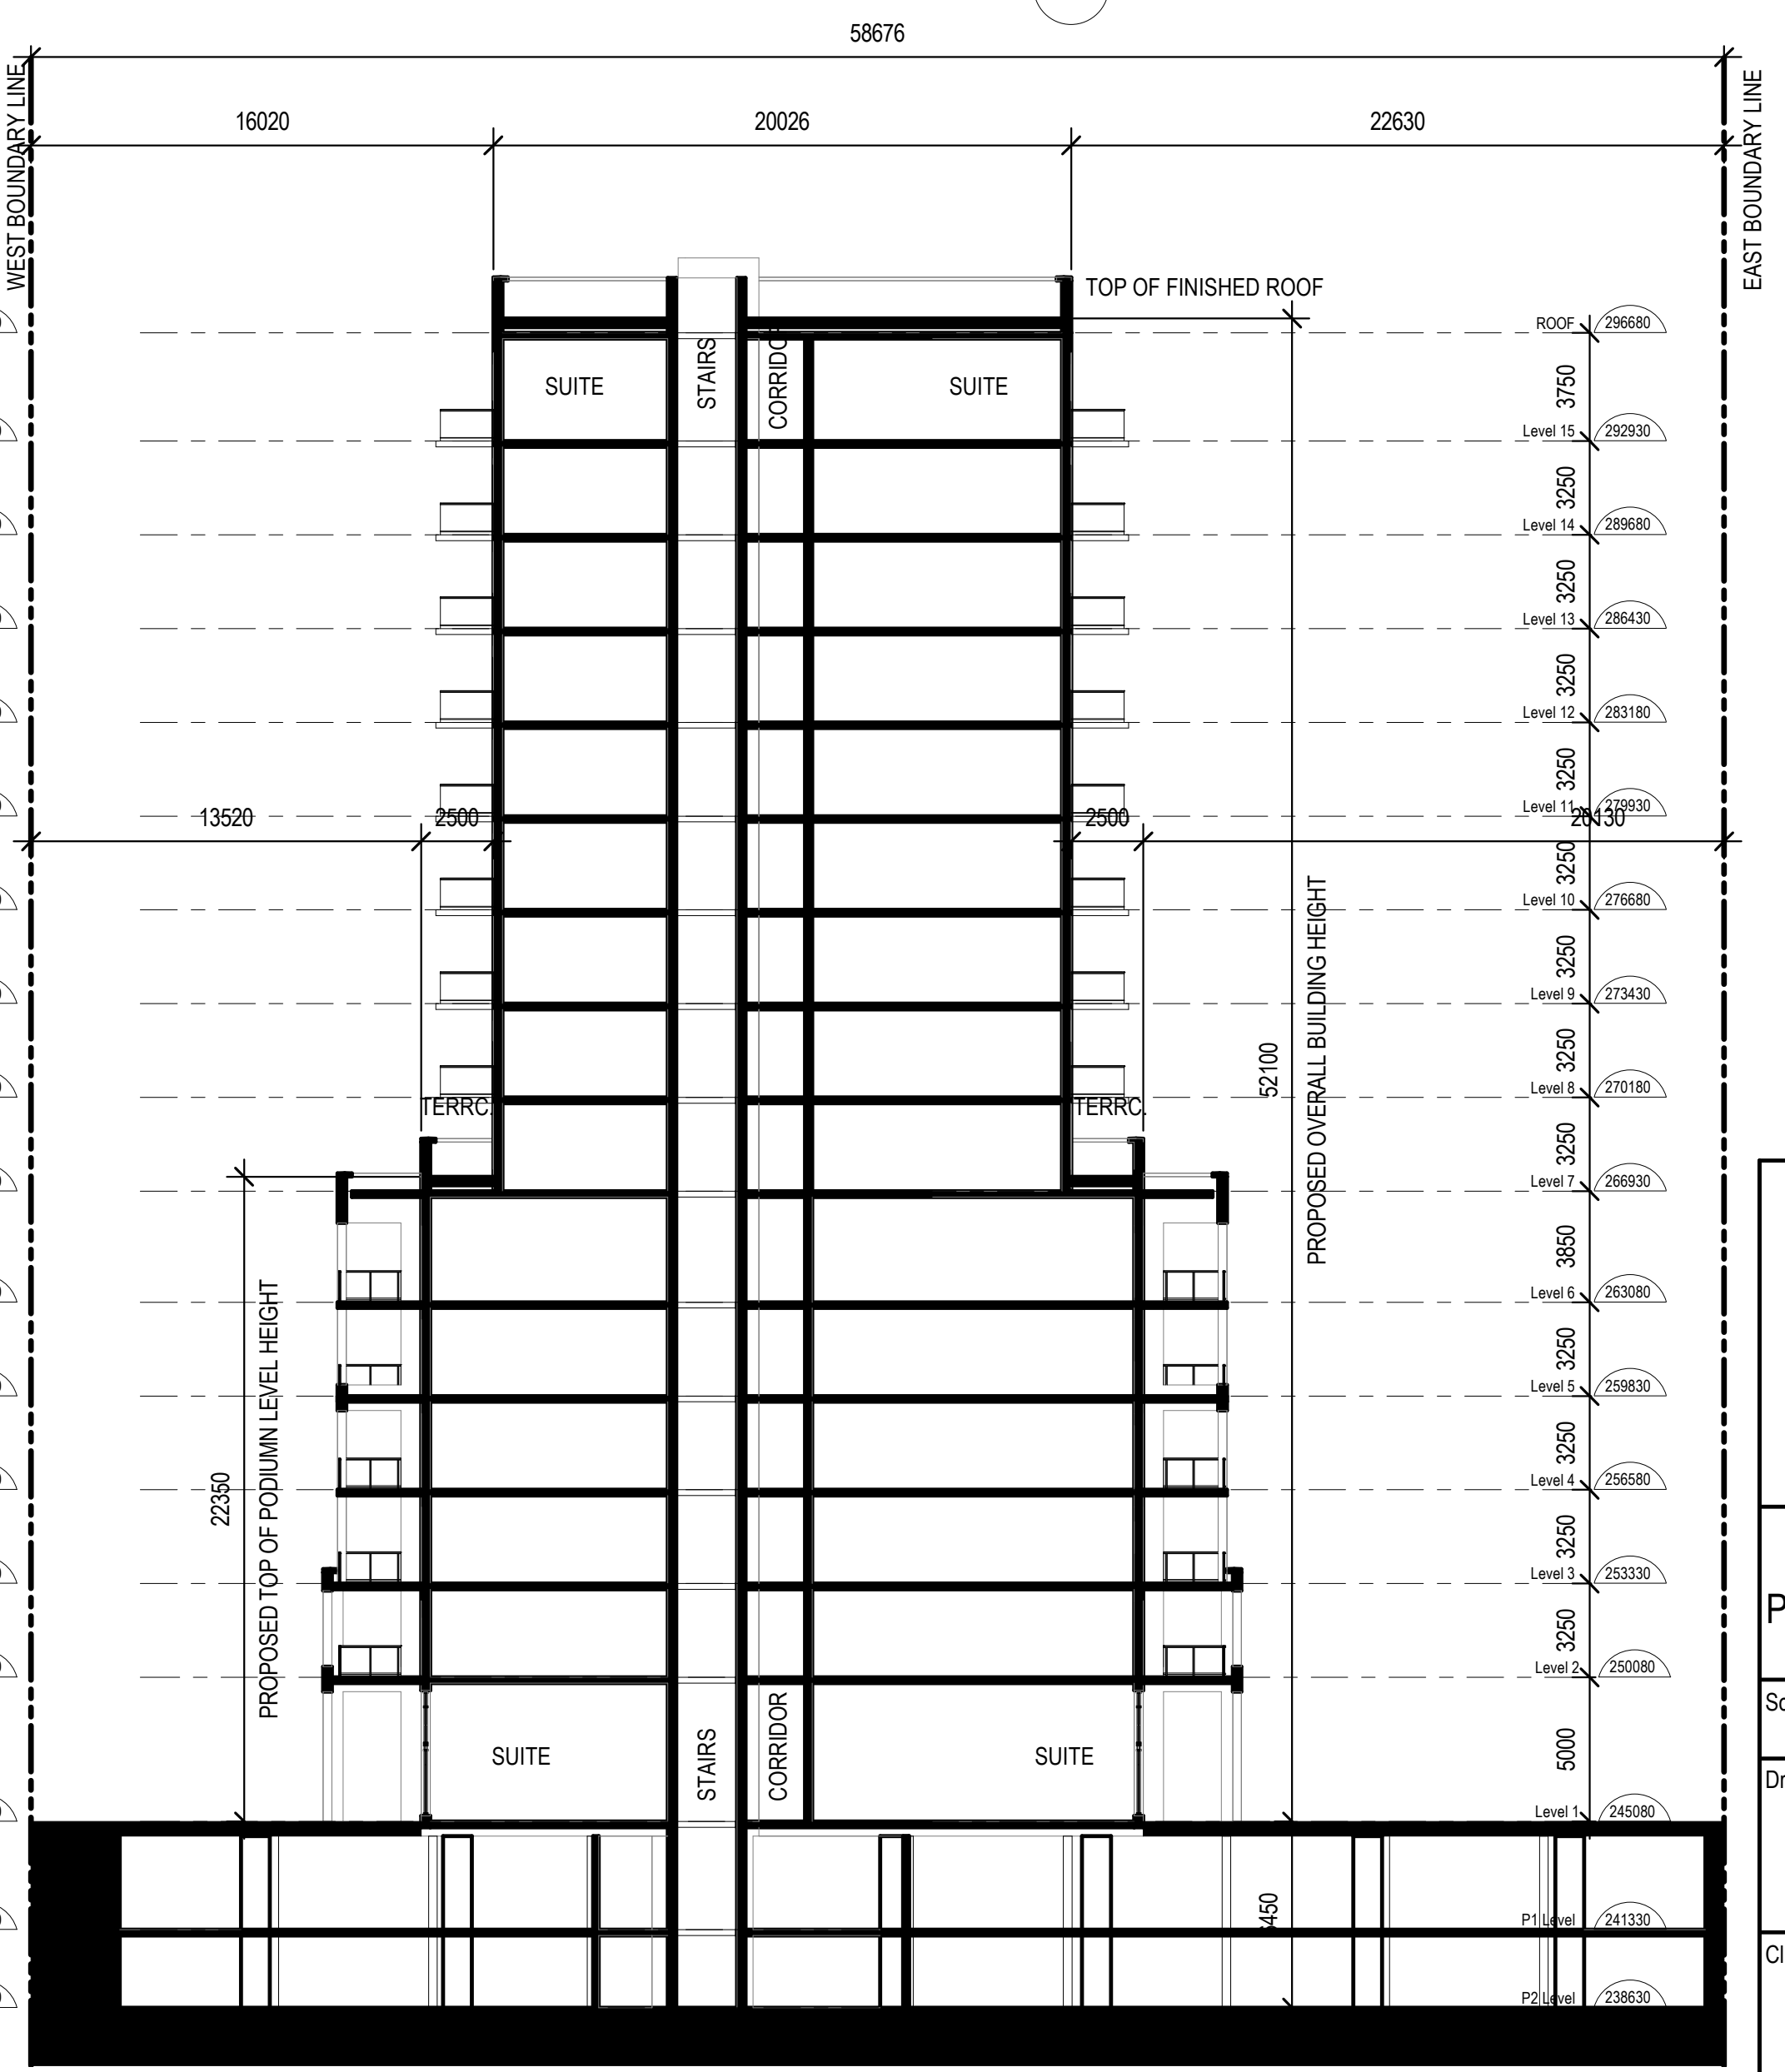 58676
16020
20026
22630
WEST BOUNDARY LINE
EAST BOUNDARY LINE
TOP OF FINISHED ROOF
ROOF 296680
SUITE
STAIRS
SUITE
3750
Level 15 292930
3250
Level 14 289680
3250
Level 13 286430
3250
Level 12 283180
3250
Level 11 279930
13520
2500
2500
20130
3250
Level 10 276680
3250
Level 9 273430
3250
Level 8 270180
TERRC.
TERRC.
52100
PROPOSED OVERALL BUILDING HEIGHT
3250
Level 7 266930
3850
Level 6 263080
3250
Level 5 259830
3250
Level 4 256580
22350
PROPOSED TOP OF PODIUMN LEVEL HEIGHT
3250
Level 3 253330
3250
Level 2 250080
SUITE
STAIRS
CORRIDOR
SUITE
5000
Level 1 245080
P1 Level 241330
P2 Level 238630